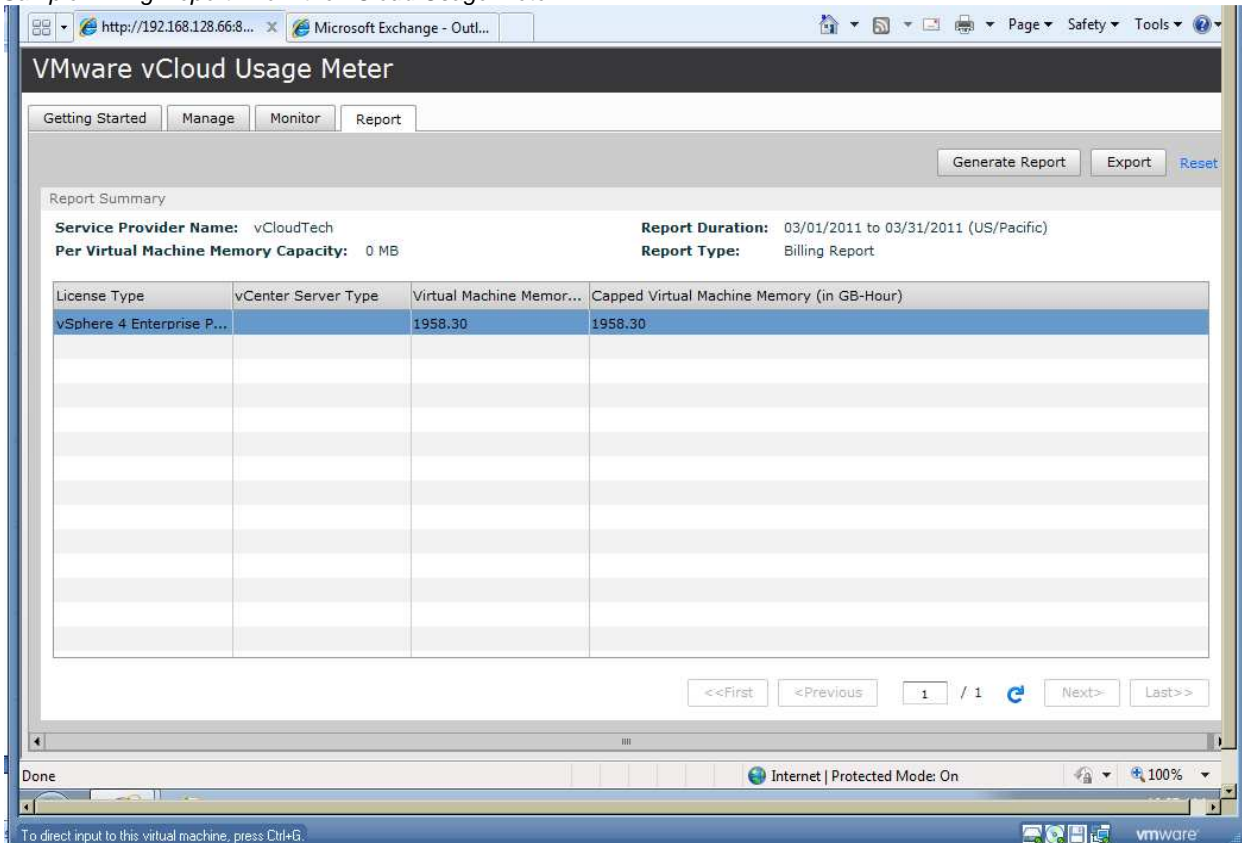 http://192.168.128.66:8... Microsoft Exchange - Outl... Page Safety Tools
VMware vCloud Usage Meter
Getting Started Manage Monitor Report
Generate Report Export Reset
Report Summary
Service Provider Name: vCloudTech Report Duration: 03/01/2011 to 03/31/2011 (US/Pacific)
Per Virtual Machine Memory Capacity: 0 MB Report Type: Billing Report
License Type vCenter Server Type Virtual Machine Memor... Capped Virtual Machine Memory (in GB-Hour)
vSphere 4 Enterprise P... 1958.30 1958.30
<<First <Previous 1 / 1 Next> Last>>
Done Internet | Protected Mode: On 100%
To direct input to this virtual machine, press Ctrl+G. vmware